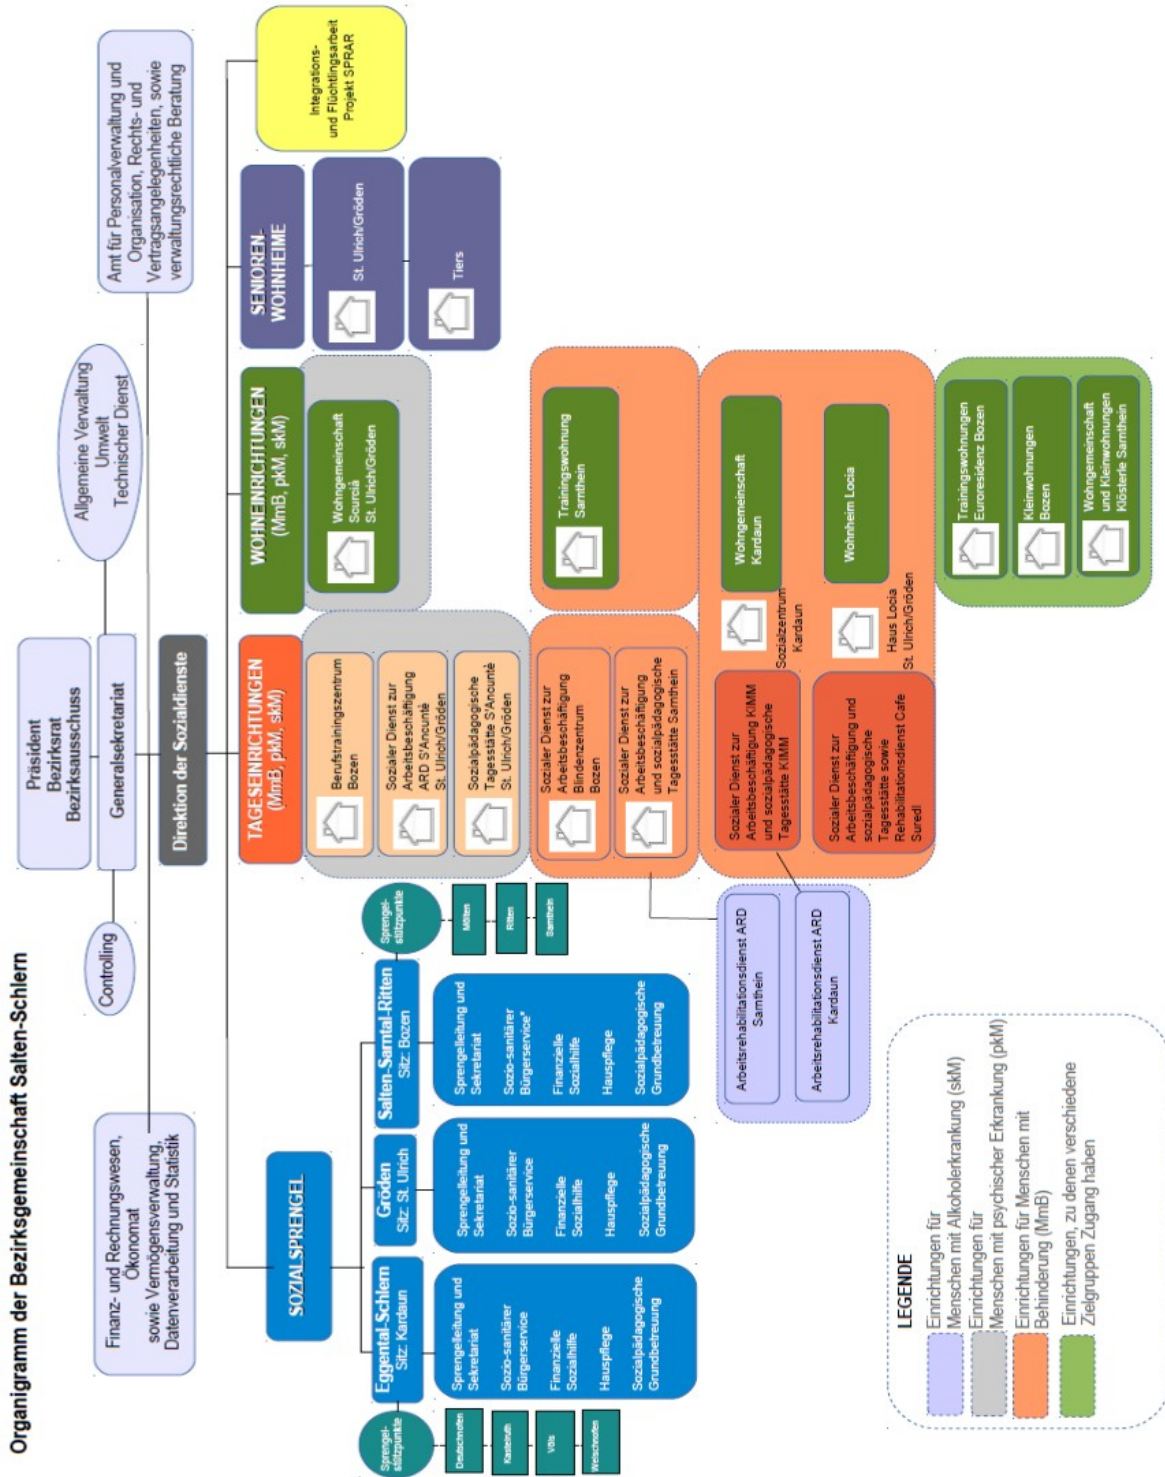 Organigramm der Bezirksgemeinschaft Salten-Schlern
Präsident
Bezirksrat
Bezirksausschuss
Controlling
Generalsekretariat
Allgemeine Verwaltung
Umwelt
Technischer Dienst
Finanz- und Rechnungswesen,
Ökonomat
sowie Vermögensverwaltung,
Datenverarbeitung und Statistik
Amt für Personalverwaltung und
Organisation, Rechts- und
Vertragsangelegenheiten, sowie
verwaltungsrechtliche Beratung
Direktion der Sozialdienste
SOZIALSPRENGEL
Sprengel-
stützpunkte
Deutschnofen
Kastelruth
Völs
Welschnofen
Eggental-Schlern
Sitz: Kardaun
Sprengelleitung und
Sekretariat
Sozio-sanitärer
Bürgerservice
Finanzielle
Sozialhilfe
Hauspflege
Sozialpädagogische
Grundbetreuung
Gröden
Sitz: St. Ulrich
Sprengelleitung und
Sekretariat
Sozio-sanitärer
Bürgerservice
Finanzielle
Sozialhilfe
Hauspflege
Sozialpädagogische
Grundbetreuung
Salten-Sarntal-Ritten
Sitz: Bozen
Sprengelleitung und
Sekretariat
Sozio-sanitärer
Bürgerservice*
Finanzielle
Sozialhilfe
Hauspflege
Sozialpädagogische
Grundbetreuung
Sprengel-
stützpunkte
Mölten
Ritten
Sarnthein
TAGESEINRICHTUNGEN
(MmB, pkM, skM)
Berufstrainingszentrum
Bozen
Sozialer Dienst zur
Arbeitsbeschäftigung
ARD S'Ancuntè
St. Ulrich/Gröden
Sozialpädagogische
Tagesstätte S'Ancuntè
St. Ulrich/Gröden
Sozialer Dienst zur
Arbeitsbeschäftigung
Blindenzentrum
Bozen
Sozialer Dienst zur
Arbeitsbeschäftigung
und sozialpädagogische
Tagesstätte Sarnthein
Sozialer Dienst zur
Arbeitsbeschäftigung KIMM
und sozialpädagogische
Tagesstätte KIMM
Sozialer Dienst zur
Arbeitsbeschäftigung und
sozialpädagogische
Tagesstätte sowie
Rehabilitationsdienst Cafe
Suredl
Arbeitsrehabilitationsdienst ARD
Sarnthein
Arbeitsrehabilitationsdienst ARD
Kardaun
WOHNEINRICHTUNGEN
(MmB, pkM, skM)
Wohngemeinschaft
Sourcià
St. Ulrich/Gröden
Trainingswohnung
Sarnthein
Wohngemeinschaft
Kardaun
Sozialzentrum
Kardaun
Wohnheim Locia
Haus Locia
St. Ulrich/Gröden
Trainingswohnungen
Euroresidenz Bozen
Kleinwohnungen
Bozen
Wohngemeinschaft
und Kleinwohnungen
Klösterle Sarnthein
SENIOREN-
WOHNHEIME
St. Ulrich/Gröden
Tiers
Integrations-
und Flüchtlingsarbeit
Projekt SPRAR
LEGENDE
Einrichtungen für
Menschen mit Alkoholerkrankung (skM)
Einrichtungen für
Menschen mit psychischer Erkrankung (pkM)
Einrichtungen für Menschen mit
Behinderung (MmB)
Einrichtungen, zu denen verschiedene
Zielgruppen Zugang haben